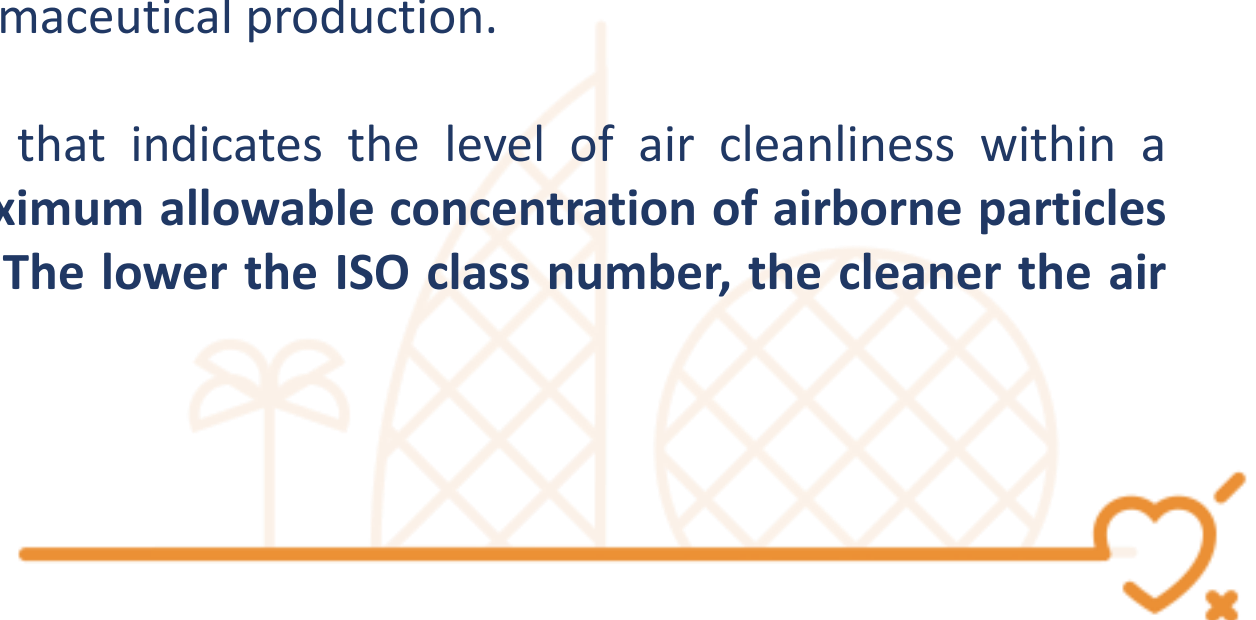 maceutical production.
that indicates the level of air cleanliness within a
ximum allowable concentration of airborne particles
The lower the ISO class number, the cleaner the air